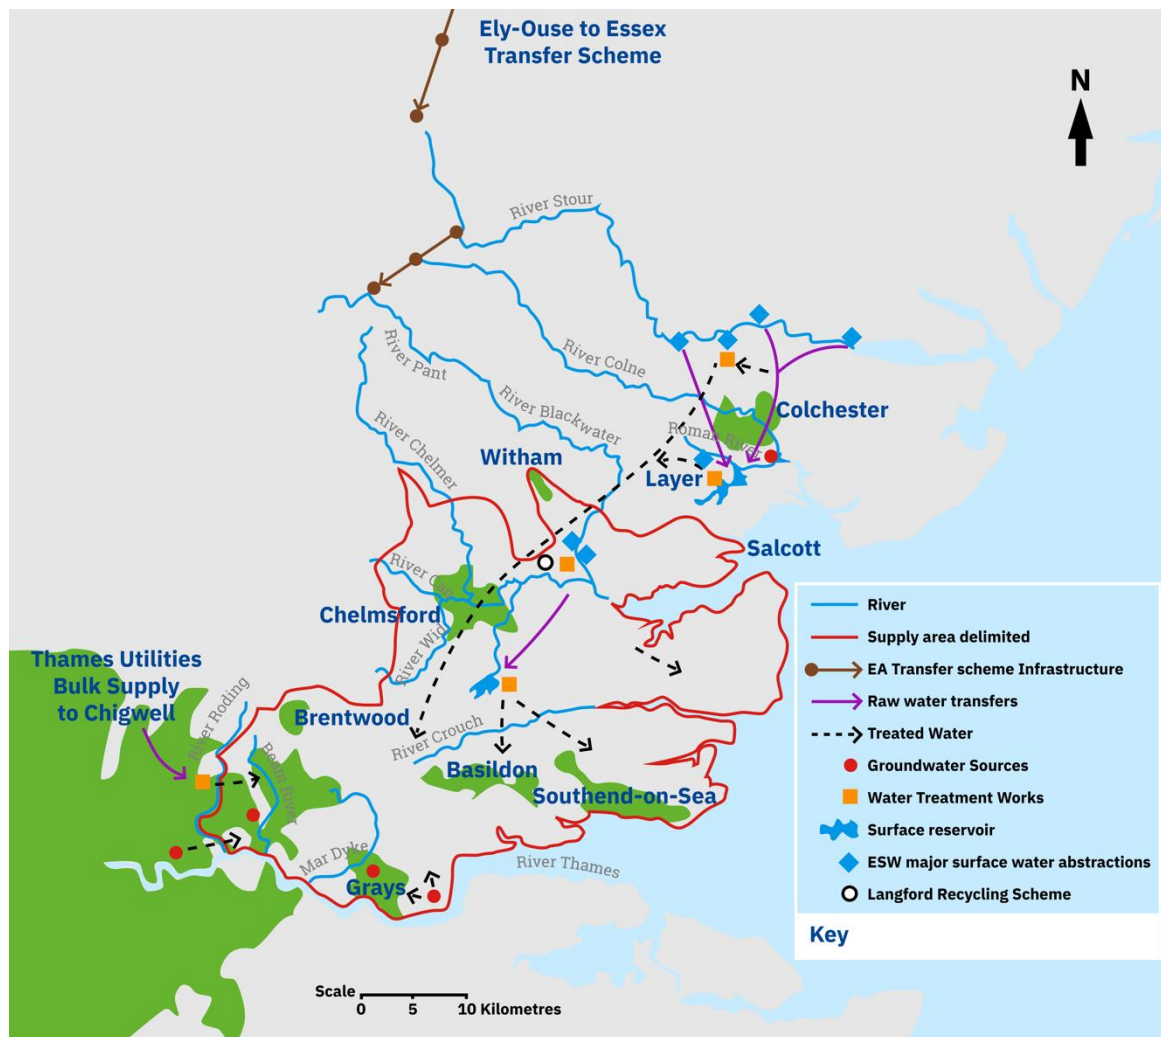 Ely-Ouse to Essex
Transfer Scheme
N
River Stour
River Colne
River Pant
River Blackwater
Colchester
River Chelmer
Roman River
Witham
Layer
Salcott
River Can
Chelmsford
River Wid
Thames Utilities
Bulk Supply
to Chigwell
River Roding
Brentwood
River Crouch
Beam River
Basildon
Southend-on-Sea
Mar Dyke
River Thames
Grays
River
Supply area delimited
EA Transfer scheme Infrastructure
Raw water transfers
Treated Water
Groundwater Sources
Water Treatment Works
Surface reservoir
ESW major surface water abstractions
Langford Recycling Scheme
Key
Scale
0 5 10 Kilometres